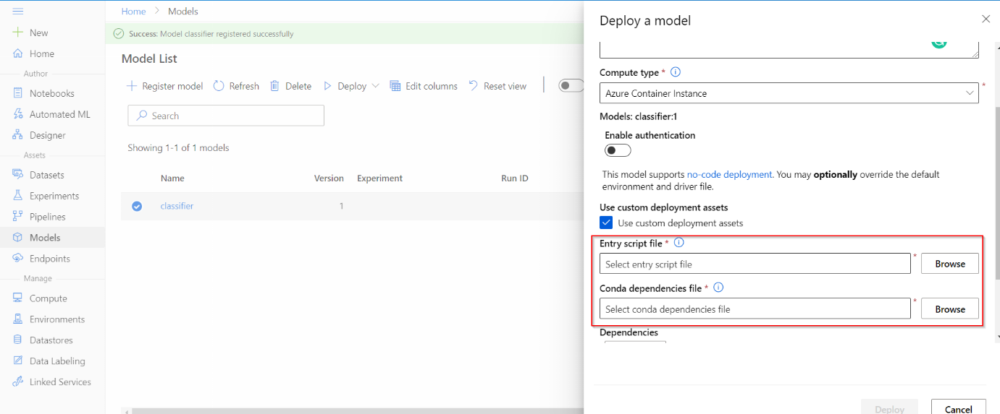 Home > Models
New
Home
Author
Notebooks
Automated ML
Designer
Assets
Datasets
Experiments
Pipelines
Models
Endpoints
Manage
Compute
Environments
Datastores
Data Labeling
Linked Services
Success: Model classifier registered successfully
Model List
Register model Refresh Delete Deploy Edit columns Reset view
Search
Showing 1-1 of 1 models
Name Version Experiment Run ID
classifier 1
Deploy a model
Compute type *
Azure Container Instance *
Models: classifier:1
Enable authentication
This model supports no-code deployment. You may optionally override the default
environment and driver file.
Use custom deployment assets
Use custom deployment assets
Entry script file *
Select entry script file * Browse
Conda dependencies file *
Select conda dependencies file * Browse
Dependencies
Deploy Cancel